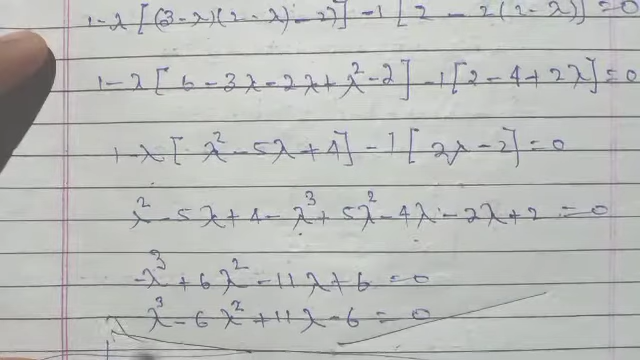 1-λ [(3-λ)(2-λ) - 2)] -1 [2 - 2(2-λ)] = 0
1-λ [6-3λ-2λ+λ²-2] -1[2-4+2λ] = 0
1-λ [λ²-5λ+4] -1[2λ-2] = 0
λ²-5λ+4-λ³+5λ²-4λ-2λ+2 = 0
-λ³+6λ²-11λ+6 = 0
λ³-6λ²+11λ-6 = 0